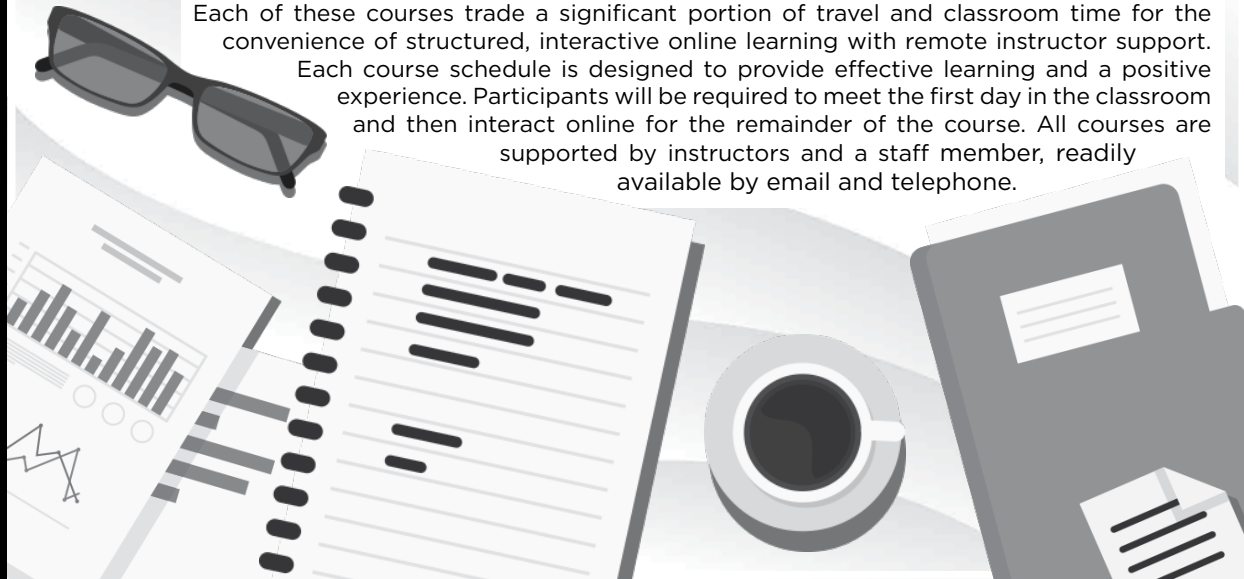 Each of these courses trade a significant portion of travel and classroom time for the
convenience of structured, interactive online learning with remote instructor support.
Each course schedule is designed to provide effective learning and a positive
experience. Participants will be required to meet the first day in the classroom
and then interact online for the remainder of the course. All courses are
supported by instructors and a staff member, readily
available by email and telephone.